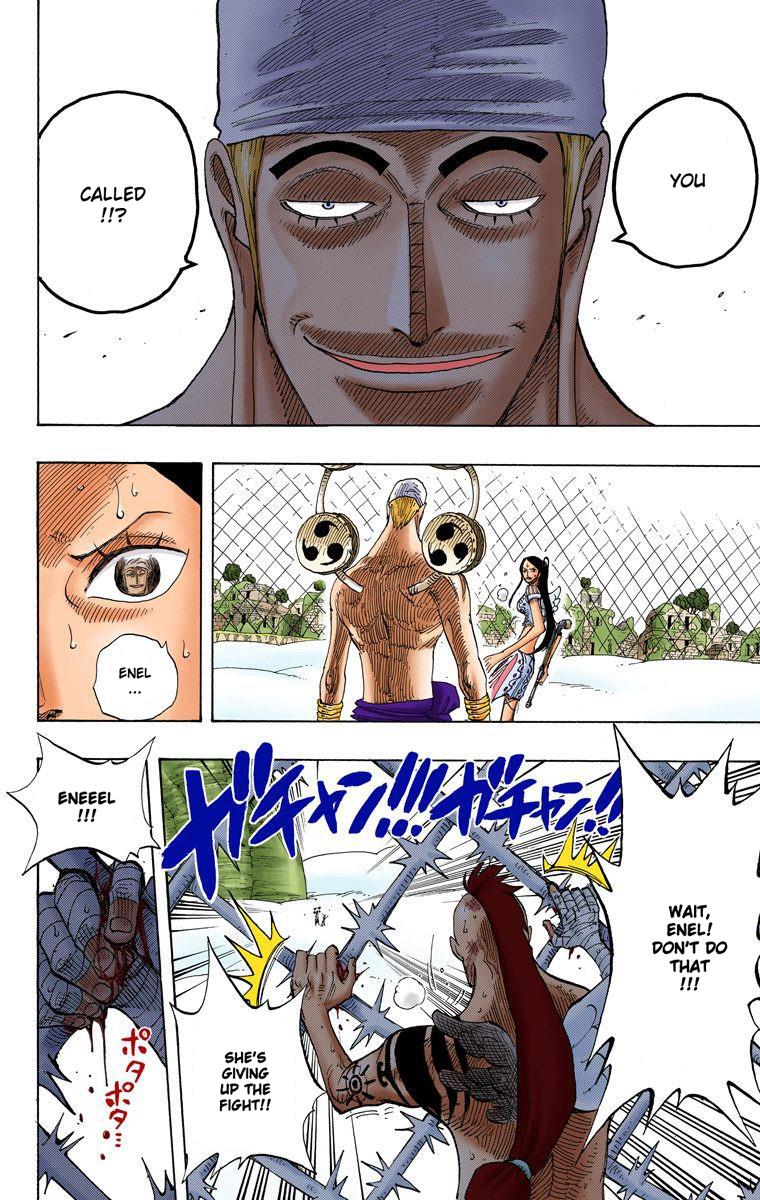 YOU
CALLED
!!?
ENEL
...
ガチャン!!!
ガチャン!!
WAIT,
ENEL!
DON'T DO
THAT
!!!
SHE'S
GIVING
UP THE
FIGHT!!
ENEEEL
!!!
ポタ
ポタ...